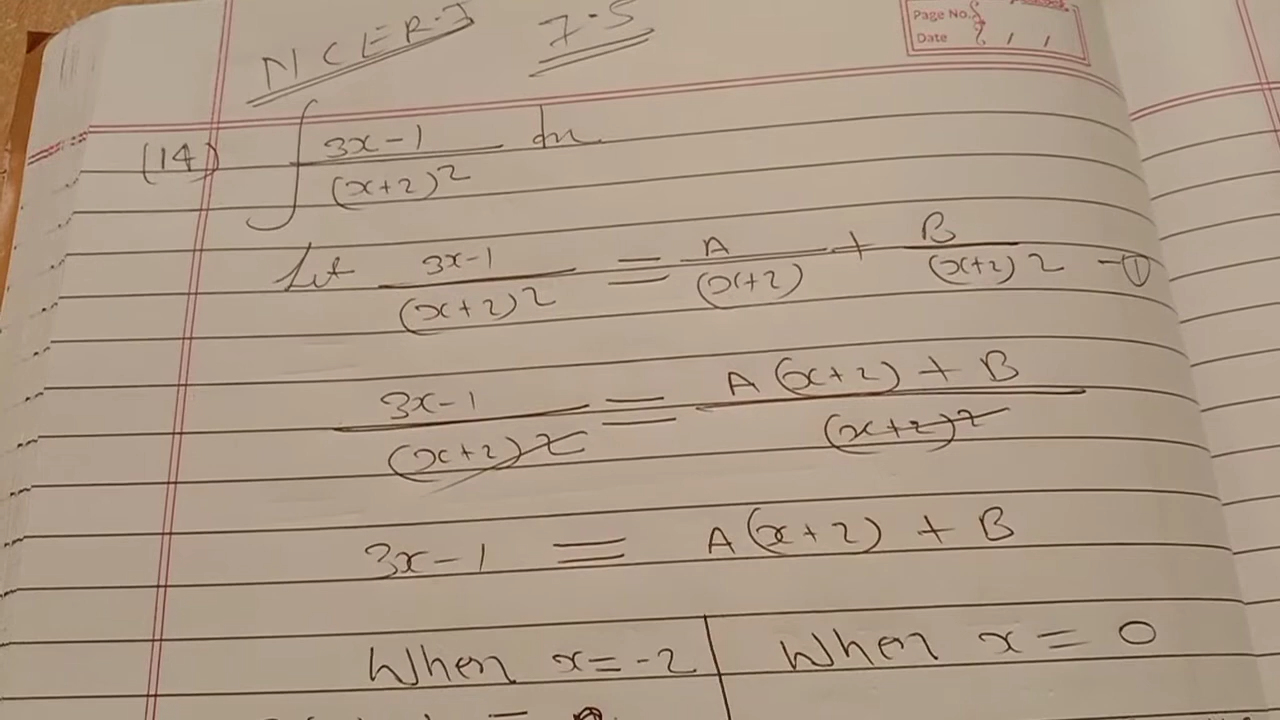 NCERT 7.5
Page No.
Date / /
(14) ∫ 3x-1 / (x+2)² dx
Let 3x-1 / (x+2)² = A / (x+2) + B / (x+2)² - ①
3x-1 / (x+2)² = A(x+2) + B / (x+2)²
3x-1 = A(x+2) + B
When x=-2 When x = 0